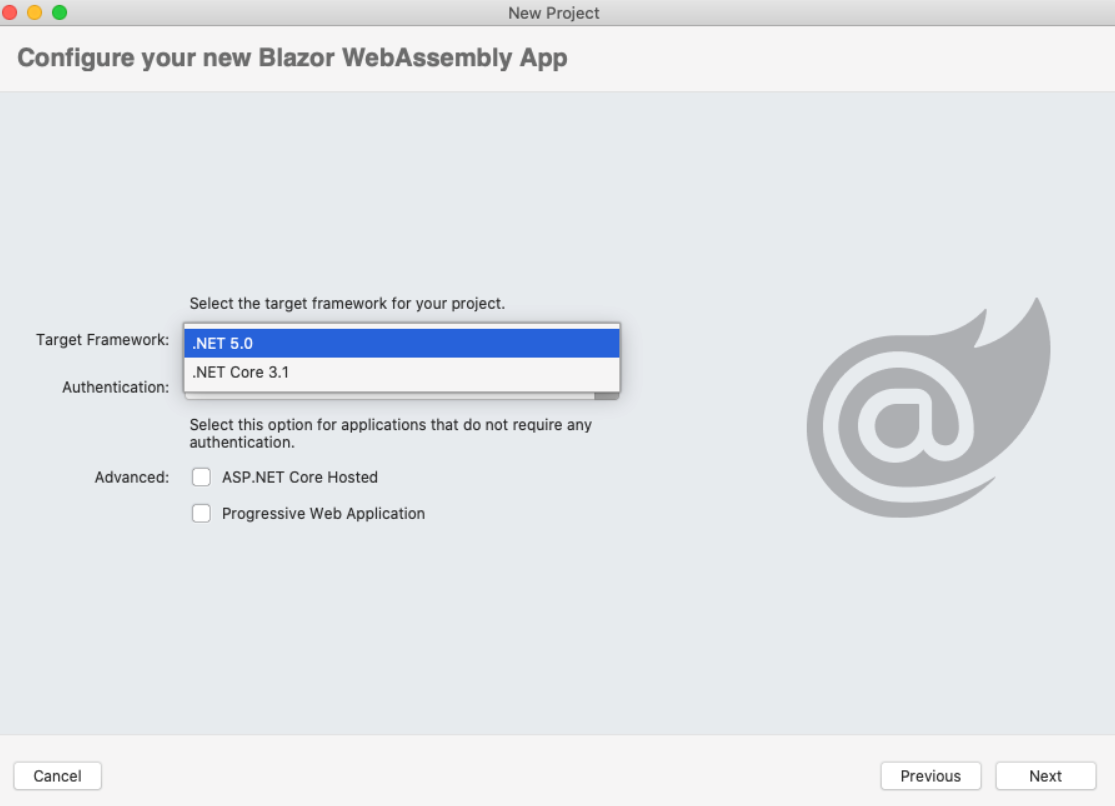 New Project
Configure your new Blazor WebAssembly App
Select the target framework for your project.
Target Framework:
.NET 5.0
.NET Core 3.1
Authentication:
Select this option for applications that do not require any
authentication.
Advanced:
ASP.NET Core Hosted
Progressive Web Application
Cancel
Previous
Next